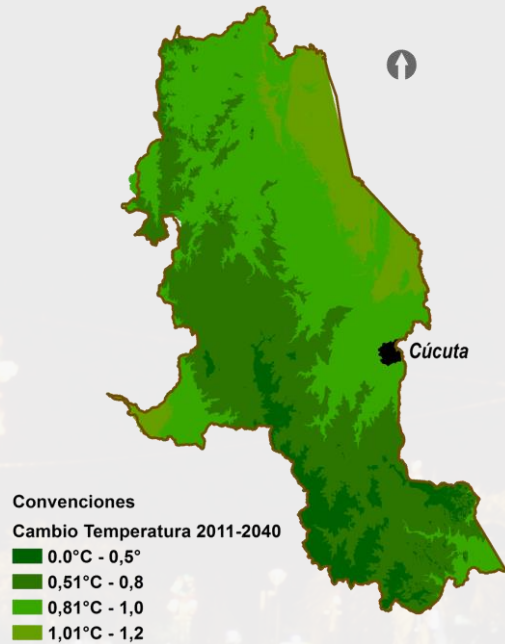 Cúcuta
Convenciones
Cambio Temperatura 2011-2040
0.0°C - 0,5°
0,51°C - 0,8
0,81°C - 1,0
1,01°C - 1,2